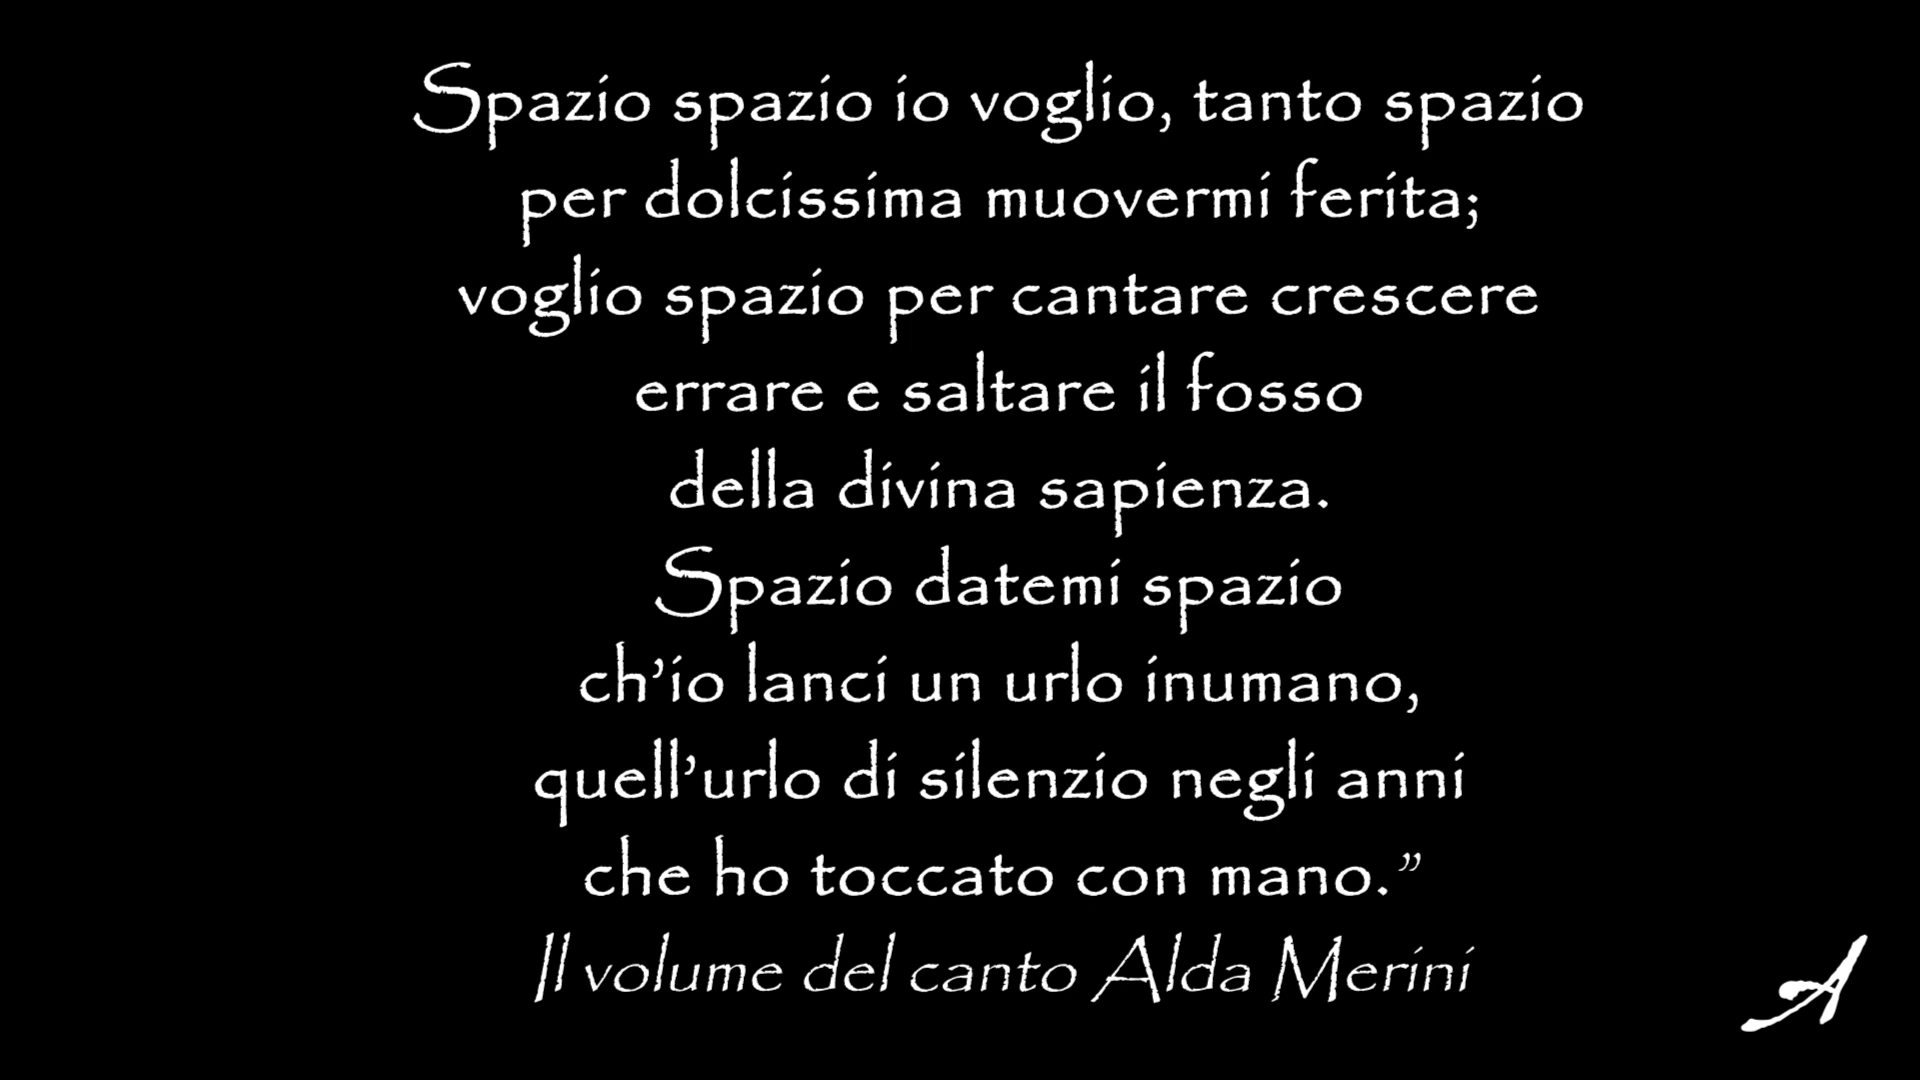 Spazio spazio io voglio, tanto spazio
per dolcissima muovermi ferita;
voglio spazio per cantare crescere
errare e saltare il fosso
della divina sapienza.
Spazio datemi spazio
ch’io lanci un urlo inumano,
quell’urlo di silenzio negli anni
che ho toccato con mano.”
Il volume del canto Alda Merini
A